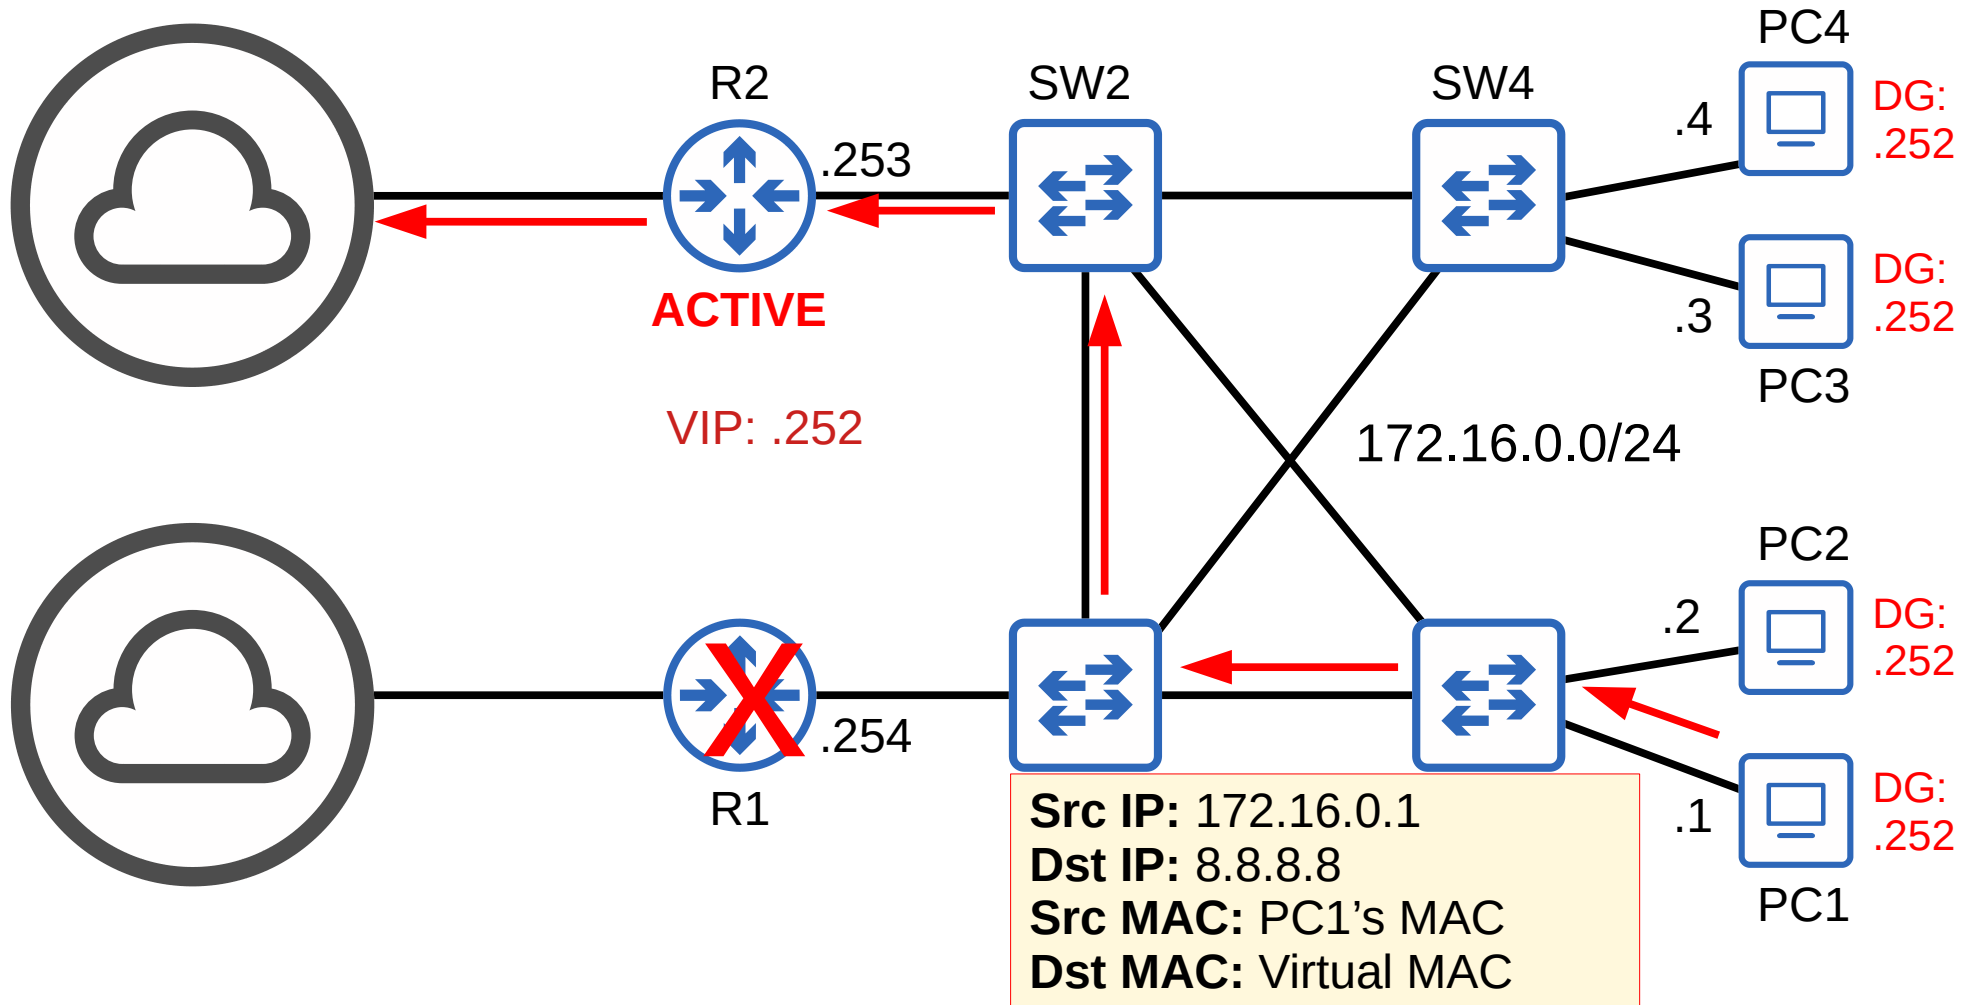 PC4
R2
SW2
SW4
DG:
.252
.4
.253
DG:
.252
.3
ACTIVE
PC3
VIP: .252
172.16.0.0/24
PC2
.2
DG:
.252
.254
R1
DG:
.252
.1
PC1
Src IP: 172.16.0.1
Dst IP: 8.8.8.8
Src MAC: PC1’s MAC
Dst MAC: Virtual MAC